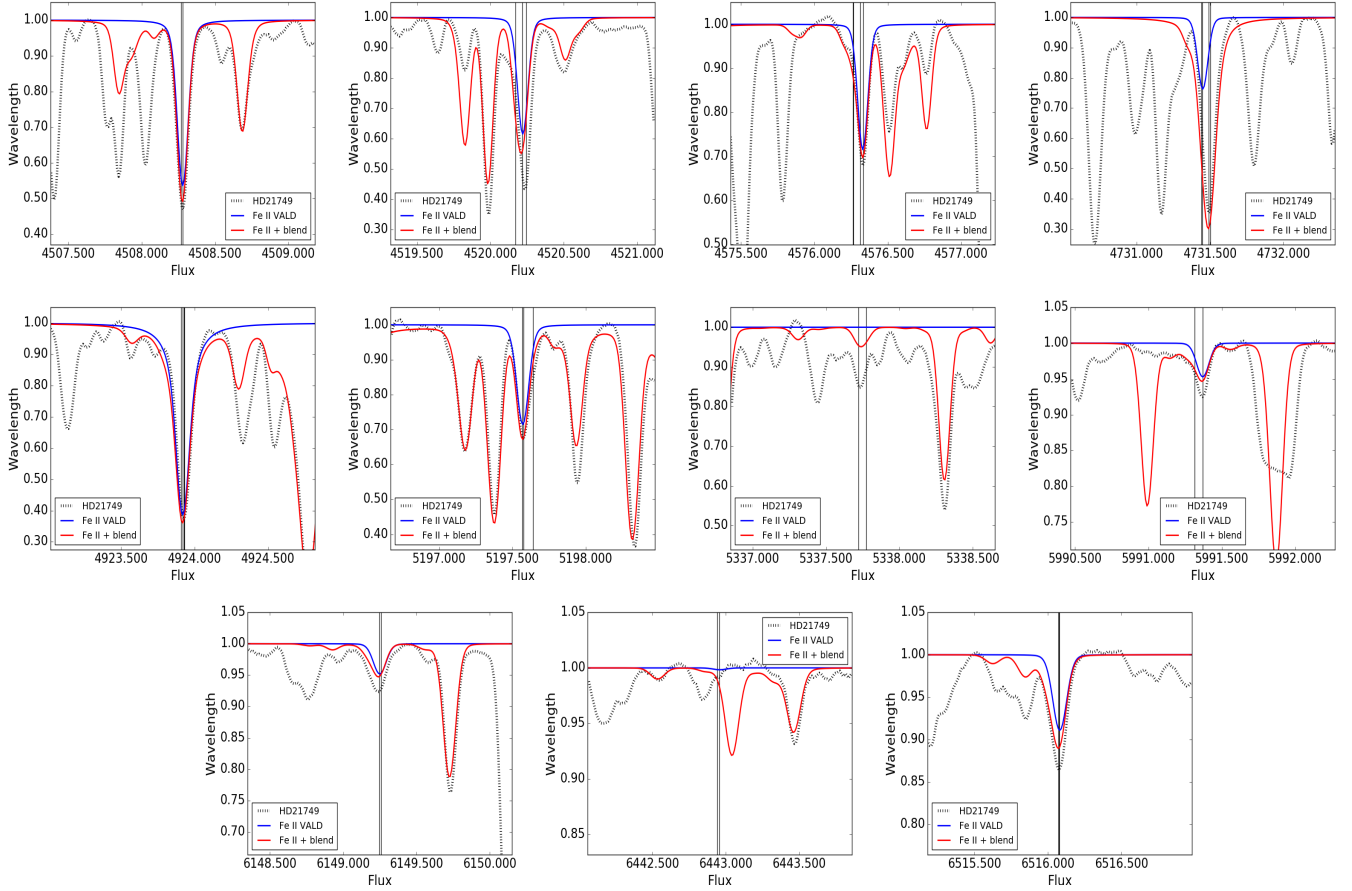 1.00
0.90
0.80
0.70
0.60
0.50
0.40
Wavelength
HD21749
Fe II VALD
Fe II + blend
4507.500 4508.000 4508.500 4509.000
Flux
1.00
0.90
0.80
0.70
0.60
0.50
0.40
0.30
Wavelength
HD21749
Fe II VALD
Fe II + blend
4519.500 4520.000 4520.500 4521.000
Flux
1.00
0.90
0.80
0.70
0.60
0.50
Wavelength
HD21749
Fe II VALD
Fe II + blend
4575.500 4576.000 4576.500 4577.000
Flux
1.00
0.90
0.80
0.70
0.60
0.50
0.40
0.30
Wavelength
HD21749
Fe II VALD
Fe II + blend
4731.000 4731.500 4732.000
Flux
1.00
0.90
0.80
0.70
0.60
0.50
0.40
0.30
Wavelength
HD21749
Fe II VALD
Fe II + blend
4923.500 4924.000 4924.500
Flux
1.00
0.90
0.80
0.70
0.60
0.50
0.40
Wavelength
HD21749
Fe II VALD
Fe II + blend
5197.000 5197.500 5198.000
Flux
1.00
0.90
0.80
0.70
0.60
0.50
Wavelength
HD21749
Fe II VALD
Fe II + blend
5337.000 5337.500 5338.000 5338.500
Flux
1.05
1.00
0.95
0.90
0.85
0.80
0.75
Wavelength
HD21749
Fe II VALD
Fe II + blend
5990.500 5991.000 5991.500 5992.000
Flux
1.05
1.00
0.95
0.90
0.85
0.80
0.75
0.70
Wavelength
HD21749
Fe II VALD
Fe II + blend
6148.500 6149.000 6149.500 6150.000
Flux
1.05
1.00
0.95
0.90
0.85
Wavelength
HD21749
Fe II VALD
Fe II + blend
6442.500 6443.000 6443.500
Flux
1.05
1.00
0.95
0.90
0.85
0.80
Wavelength
HD21749
Fe II VALD
Fe II + blend
6515.500 6516.000 6516.500
Flux